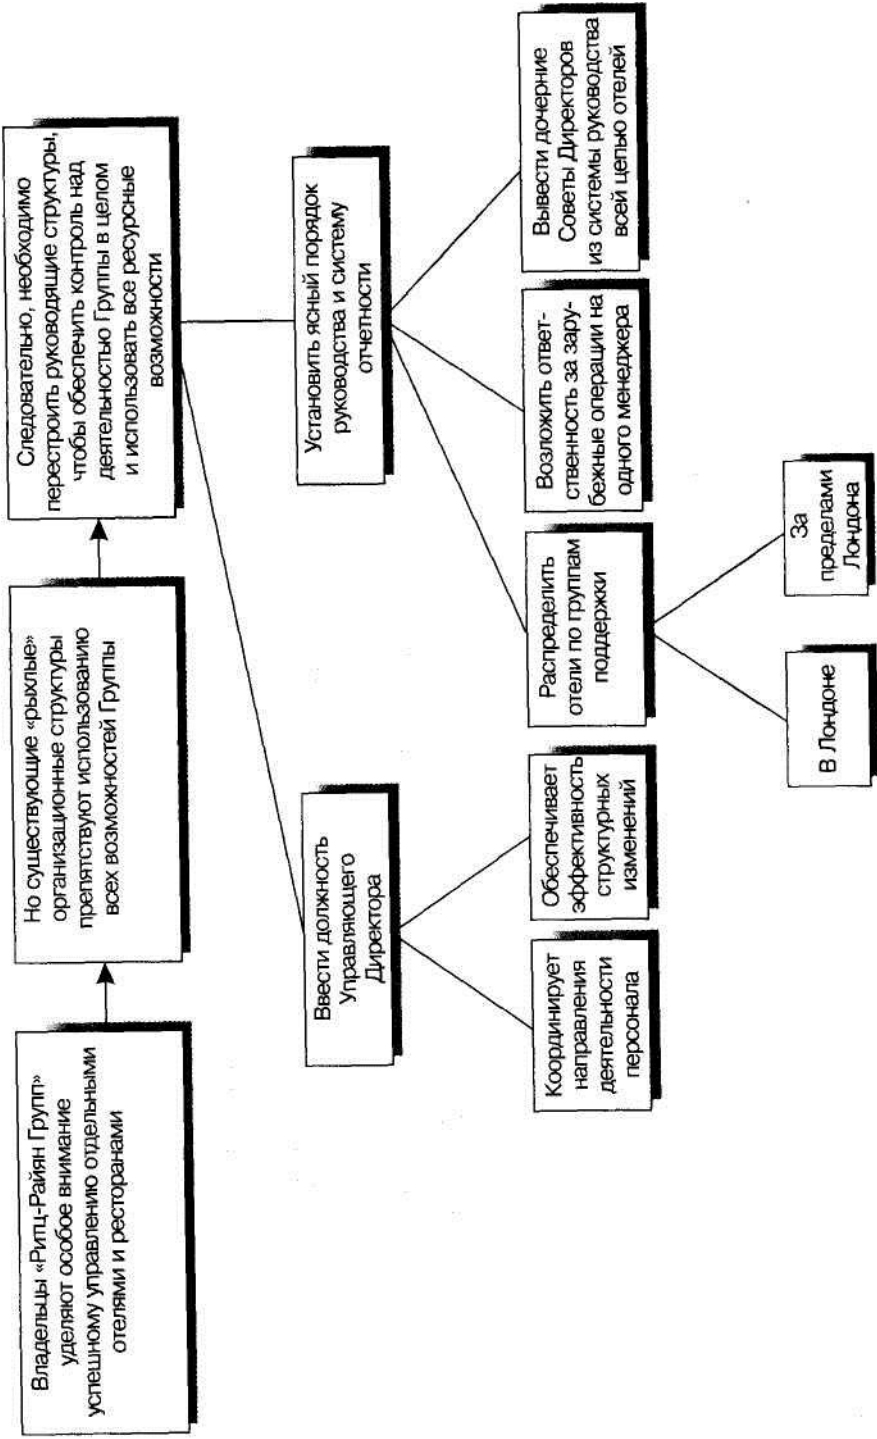 Владельцы «Ритц-Райян Групп»
уделяют особое внимание
успешному управлению отдельными
отелями и ресторанами
Но существующие «рыхлые»
организационные структуры
препятствуют использованию
всех возможностей Группы
Следовательно, необходимо
перестроить руководящие структуры,
чтобы обеспечить контроль над
деятельностью Группы в целом
и использовать все ресурсные
возможности
Ввести должность
Управляющего
Директора
Установить ясный порядок
руководства и систему
отчетности
Координирует
направления
деятельности
персонала
Обеспечивает
эффективность
структурных
изменений
Распределить
отели по группам
поддержки
Возложить ответ-
ственность за зару-
бежные операции на
одного менеджера
Вывести дочерние
Советы Директоров
из системы руководства
всей цепью отелей
В Лондоне
За
пределами
Лондона